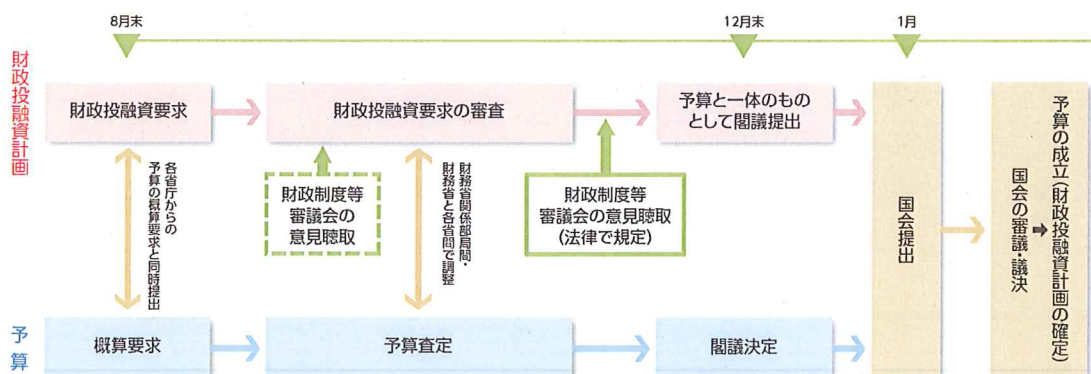 8月末
12月末
1月
財政投融資計画
財政投融資要求
財政投融資要求の審査
予算と一体のもの
として閣議提出
各省庁からの
予算の概算要求と同時提出
財政制度等
審議会の
意見聴取
財務省関係部局間・
財務省と各省間で調整
財政制度等
審議会の意見聴取
(法律で規定)
国会提出
国会の審議・議決
➡
予算の成立(財政投融資計画の確定)
予算
概算要求
予算査定
閣議決定